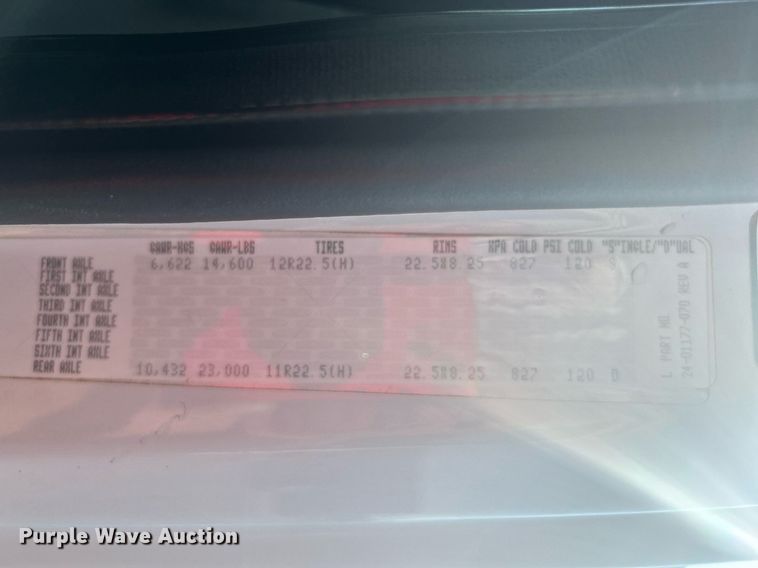 GAWR-KGS GAWR-LBS TIRES RIMS KPA COLD PSI COLD "S"INGLE/"D"UAL
FRONT AXLE 6,622 14,600 12R22.5(H) 22.5X8.25 827 120 S
FIRST INT AXLE
SECOND INT AXLE
THIRD INT AXLE
FOURTH INT AXLE
FIFTH INT AXLE
SIXTH INT AXLE
REAR AXLE 10,432 23,000 11R22.5(H) 22.5X8.25 827 120 D
L PART NO.
24-01177-070 REV A
Purple Wave Auction